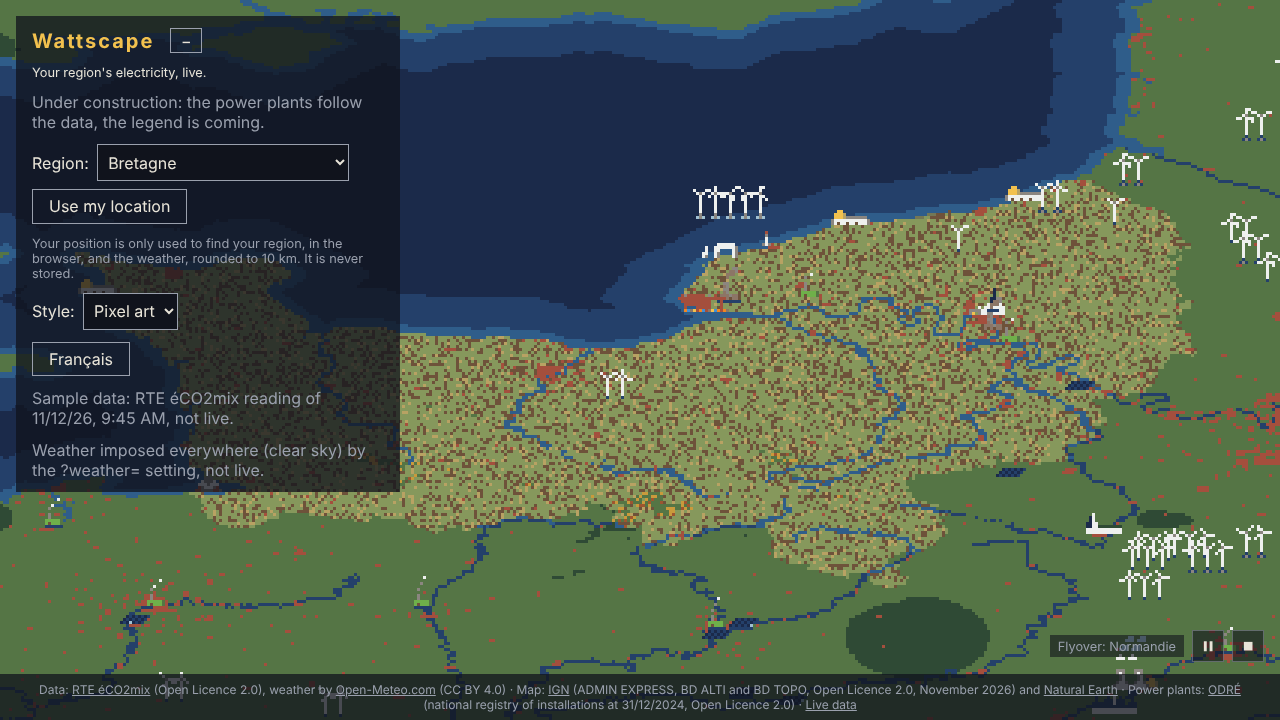 Wattscape –
Your region's electricity, live.
Under construction: the power plants follow
the data, the legend is coming.
Region: Bretagne
Use my location
Your position is only used to find your region, in the
browser, and the weather, rounded to 10 km. It is never
stored.
Style: Pixel art
Français
Sample data: RTE éCO2mix reading of
11/12/26, 9:45 AM, not live.
Weather imposed everywhere (clear sky) by
the ?weather= setting, not live.
Flyover: Normandie
Data: RTE éCO2mix (Open Licence 2.0), weather by Open-Meteo.com (CC BY 4.0) · Map: IGN (ADMIN EXPRESS, BD ALTI and BD TOPO, Open Licence 2.0, November 2026) and Natural Earth · Power plants: ODRÉ
(national registry of installations at 31/12/2024, Open Licence 2.0) · Live data